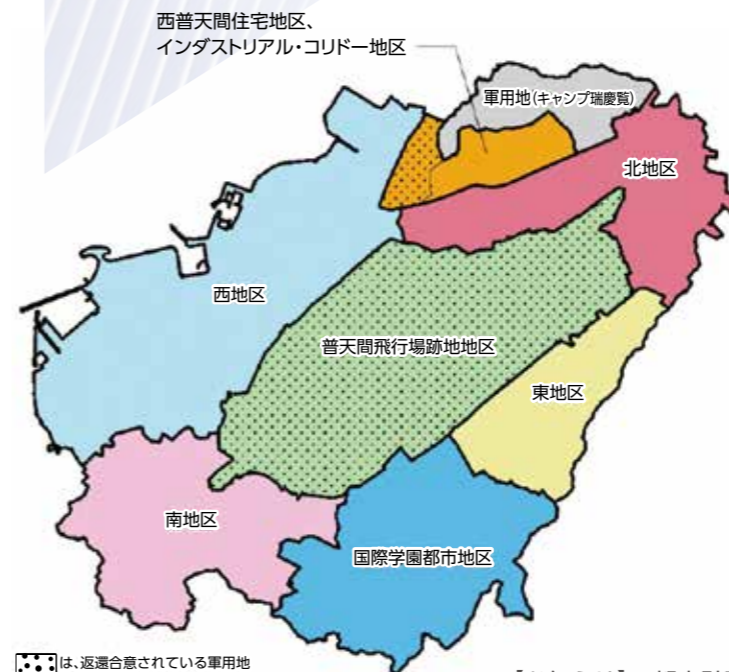 西普天間住宅地区、
インダストリアル・コリドー地区
軍用地(キャンプ瑞慶覧)
北地区
西地区
普天間飛行場跡地地区
東地区
南地区
国際学園都市地区
は、返還合意されている軍用地